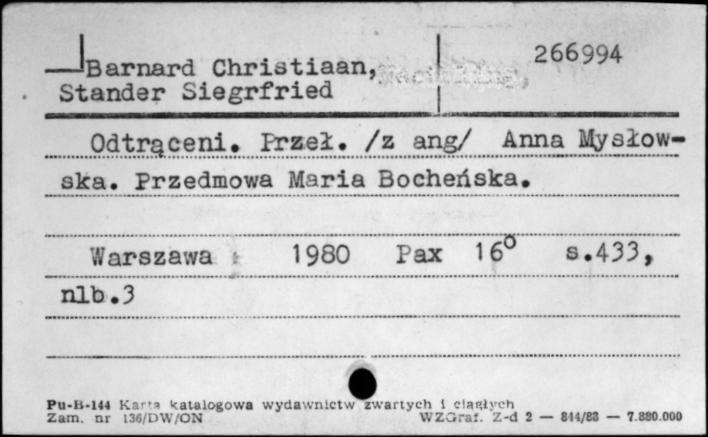 Barnard Christiaan, 266994
Stander Siegrfried
Odtrąceni. Przeł. /z ang/ Anna Mysłow-
ska. Przedmowa Maria Bocheńska.
Warszawa 1980 Pax 16° s.433,
nlb.3
Pu-B-144 Karta katalogowa wydawnictw zwartych i ciągłych
Zam. nr 136/DW/ON WZGraf. Z-d 2 — 844/83 — 7.880.000